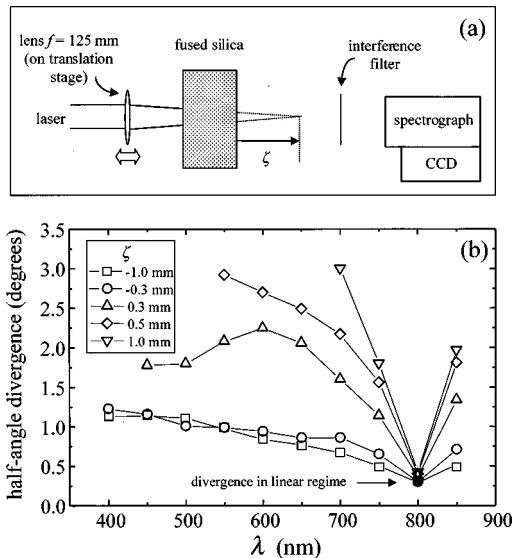 (a)
lens f = 125 mm
(on translation
stage)
fused silica
interference
filter
laser
ζ
spectrograph
CCD
(b)
half-angle divergence (degrees)
3.5
3.0
2.5
2.0
1.5
1.0
0.5
0.0
ζ
-1.0 mm
-0.3 mm
0.3 mm
0.5 mm
1.0 mm
divergence in linear regime
400 500 600 700 800 900
λ (nm)